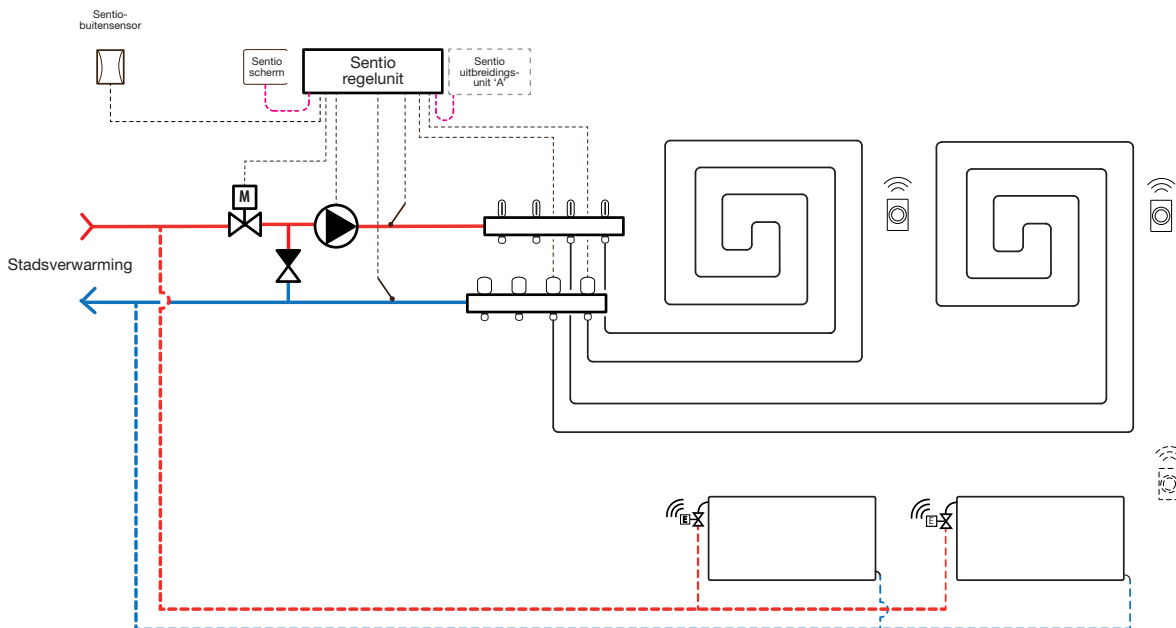 Sentio-
buitensensor
Sentio
scherm
Sentio
regelunit
Sentio
uitbreidings-
unit 'A'
M
Stadsverwarming
E
E